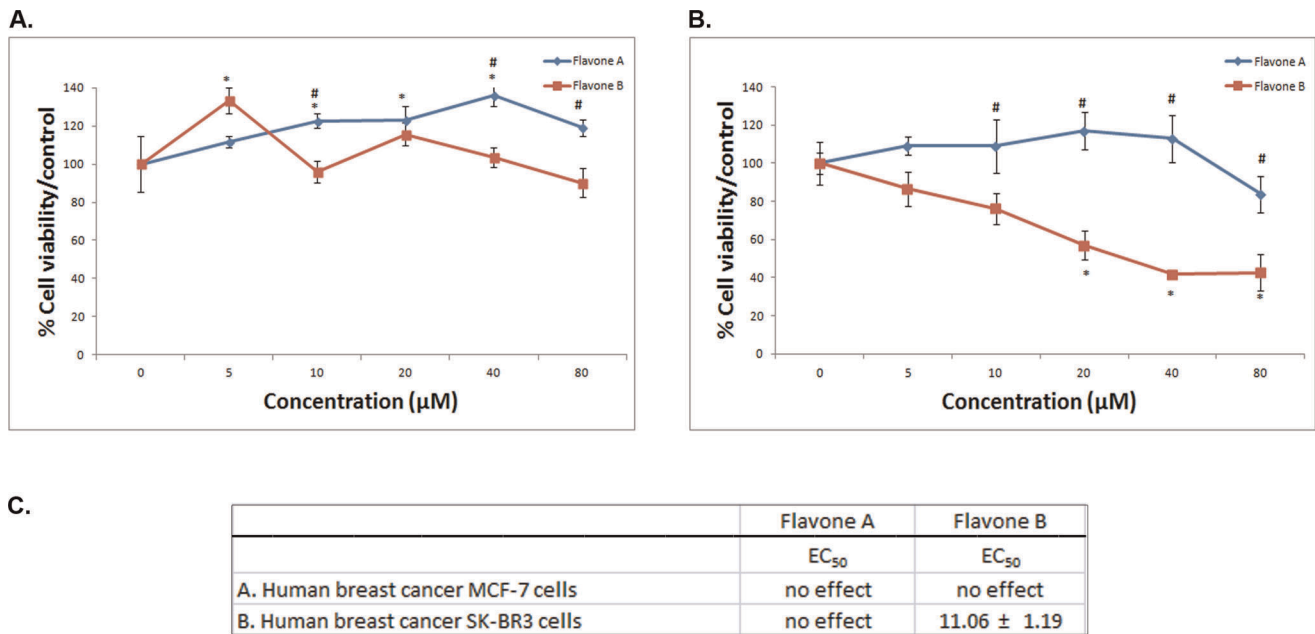 A.
Flavone A
Flavone B
% Cell viability/control
140
120
100
80
60
40
20
0
*
#
*
*
#
*
#
0 5 10 20 40 80
Concentration (µM)
B.
Flavone A
Flavone B
% Cell viability/control
140
120
100
80
60
40
20
0
# # # #
* * *
0 5 10 20 40 80
Concentration (µM)
C.
Flavone A Flavone B
EC50 EC50
A. Human breast cancer MCF-7 cells no effect no effect
B. Human breast cancer SK-BR3 cells no effect 11.06 ± 1.19